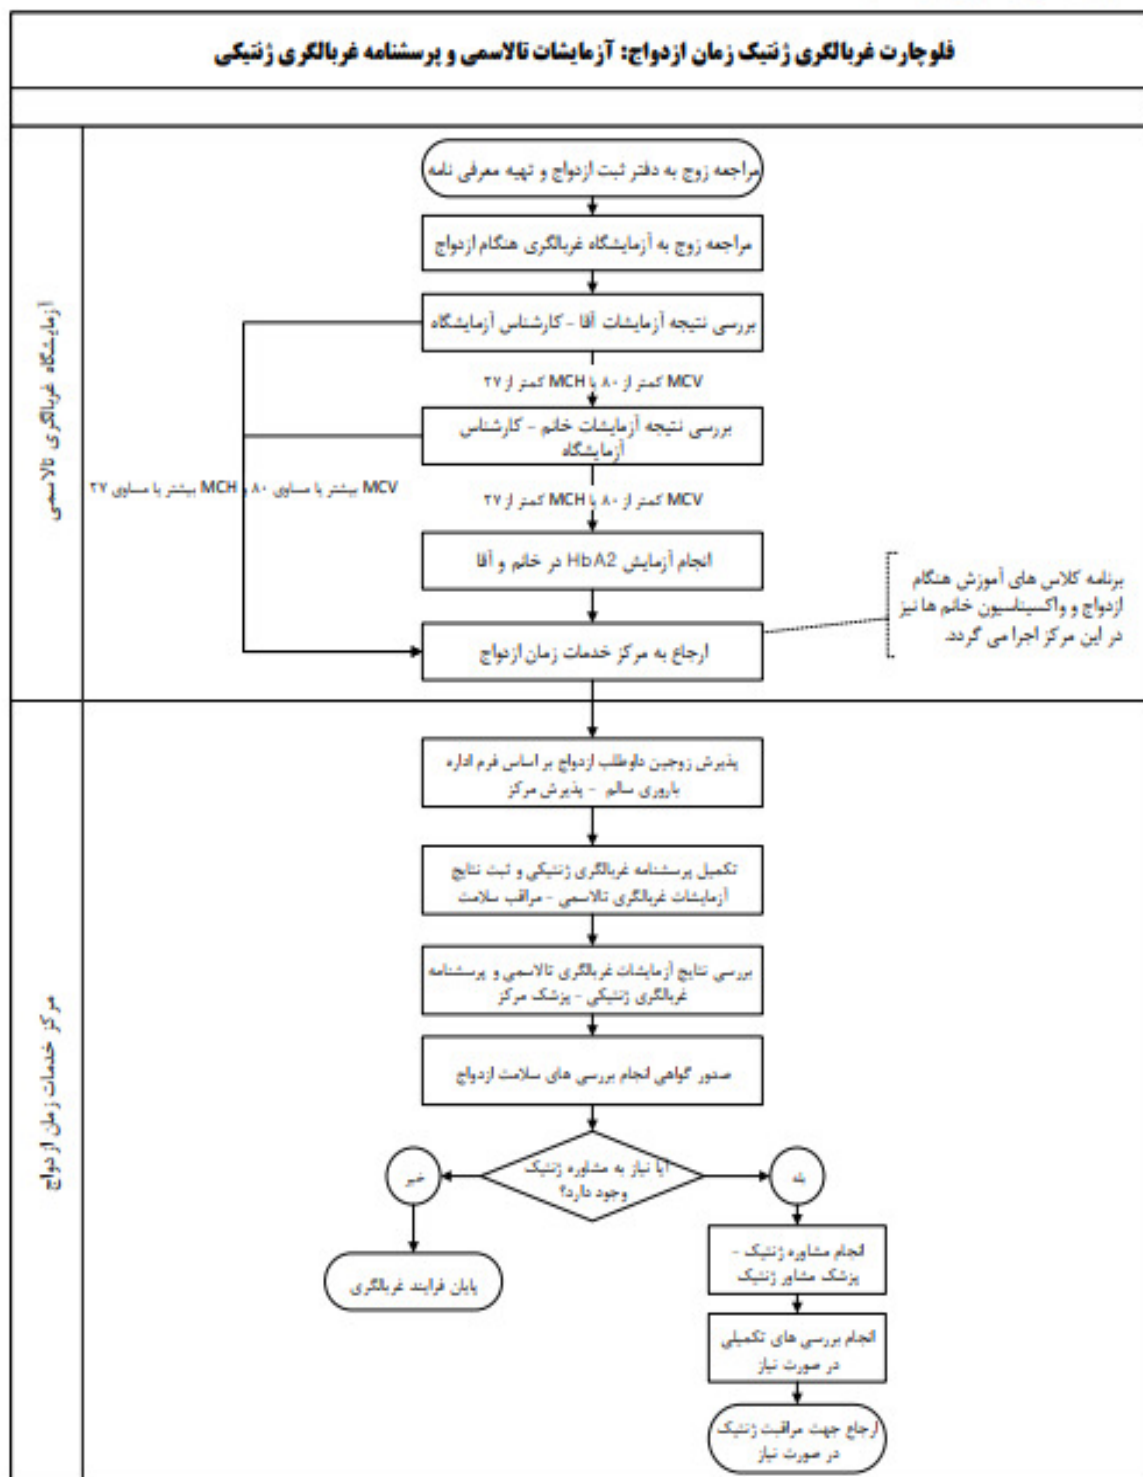 فلوچارت غربالگری ژنتیک زمان ازدواج: آزمایشات تالاسمی و پرسشنامه غربالگری ژنتیکی
آزمایشگاه غربالگری تالاسمی
مراجعه زوج به دفتر ثبت ازدواج و تهیه معرفی نامه
مراجعه زوج به آزمایشگاه غربالگری هنگام ازدواج
بررسی نتیجه آزمایشات آقا - کارشناس آزمایشگاه
MCV کمتر از ۸۰ یا MCH کمتر از ۲۷
بررسی نتیجه آزمایشات خانم - کارشناس
آزمایشگاه
MCV بیشتر یا مساوی ۸۰ و MCH بیشتر یا مساوی ۲۷
MCV کمتر از ۸۰ یا MCH کمتر از ۲۷
انجام آزمایش HbA2 در خانم و آقا
برنامه کلاس های آموزش هنگام
ازدواج و واکسیناسیون خانم ها نیز
در این مرکز اجرا می گردد.
ارجاع به مرکز خدمات زمان ازدواج
مرکز خدمات زمان ازدواج
پذیرش زوجین داوطلب ازدواج بر اساس فرم اداره
باروری سالم - پذیرش مرکز
تکمیل پرسشنامه غربالگری ژنتیکی و ثبت نتایج
آزمایشات غربالگری تالاسمی - مراقب سلامت
بررسی نتایج آزمایشات غربالگری تالاسمی و پرسشنامه
غربالگری ژنتیکی - پزشک مرکز
صدور گواهی انجام بررسی های سلامت ازدواج
آیا نیاز به مشاوره ژنتیک
وجود دارد؟
بله
خیر
انجام مشاوره ژنتیک -
پزشک مشاور ژنتیک
پایان فرایند غربالگری
انجام بررسی های تکمیلی
در صورت نیاز
ارجاع جهت مراقبت ژنتیک
در صورت نیاز